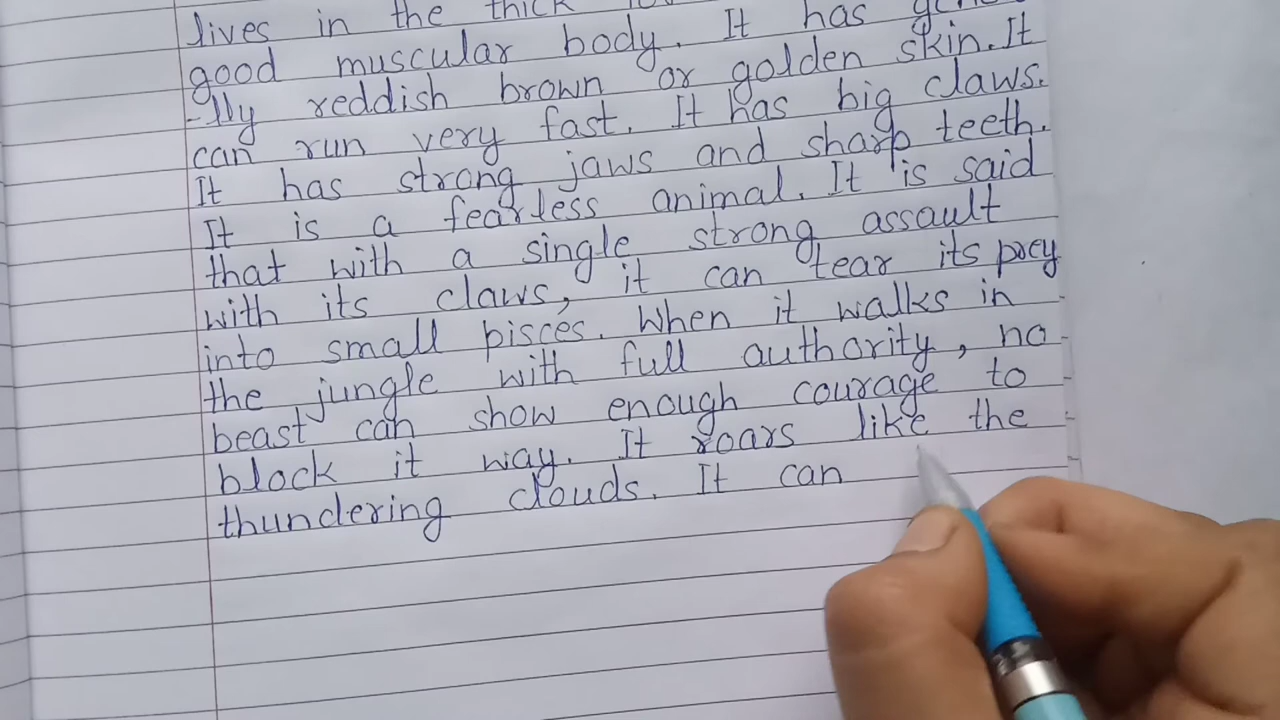 lives in the thick
good muscular body. It has
-lly reddish brown or golden skin. It
can run very fast. It has big claws.
It has strong jaws and sharp teeth.
It is a fearless animal. It is said
that with a single strong assault
with its claws, it can tear its prey
into small pisces. When it walks in
the jungle with full authority, no
beast can show enough courage to
block it way. It roars like the
thundering clouds. It can